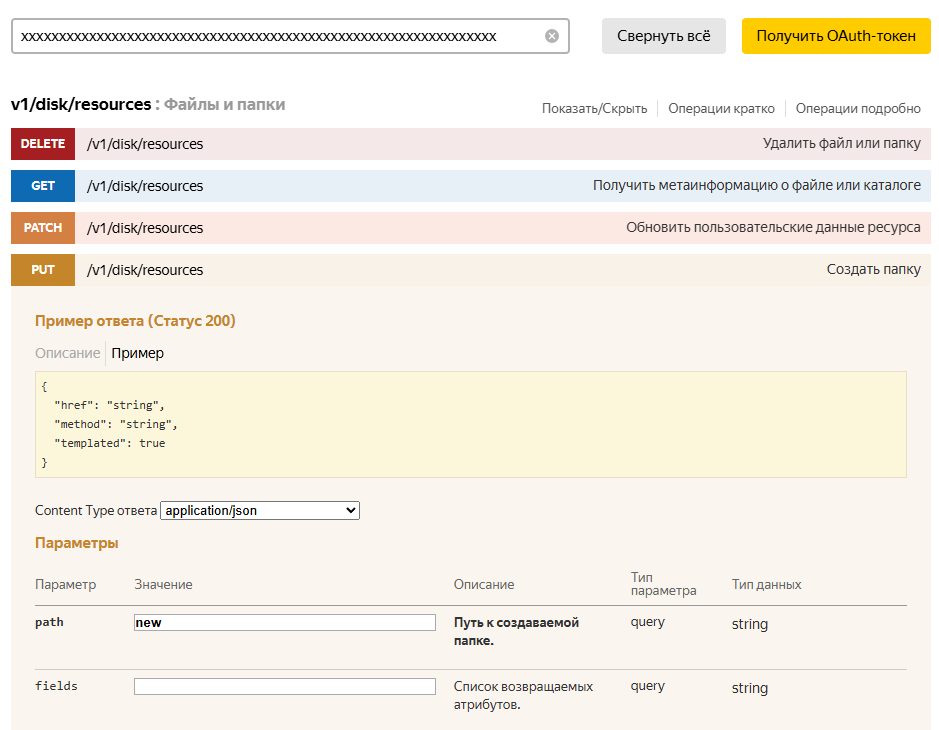 xxxxxxxxxxxxxxxxxxxxxxxxxxxxxxxxxxxxxxxxxxxxxxxxxxxxxxxxxxxxxxxx
Свернуть всё
Получить OAuth-токен
v1/disk/resources : Файлы и папки
Показать/Скрыть
Операции кратко
Операции подробно
DELETE /v1/disk/resources Удалить файл или папку
GET /v1/disk/resources Получить метаинформацию о файле или каталоге
PATCH /v1/disk/resources Обновить пользовательские данные ресурса
PUT /v1/disk/resources Создать папку
Пример ответа (Статус 200)
Описание Пример
{
"href": "string",
"method": "string",
"templated": true
}
Content Type ответа application/json
Параметры
Параметр Значение Описание Тип параметра Тип данных
path new Путь к создаваемой папке. query string
fields Список возвращаемых атрибутов. query string